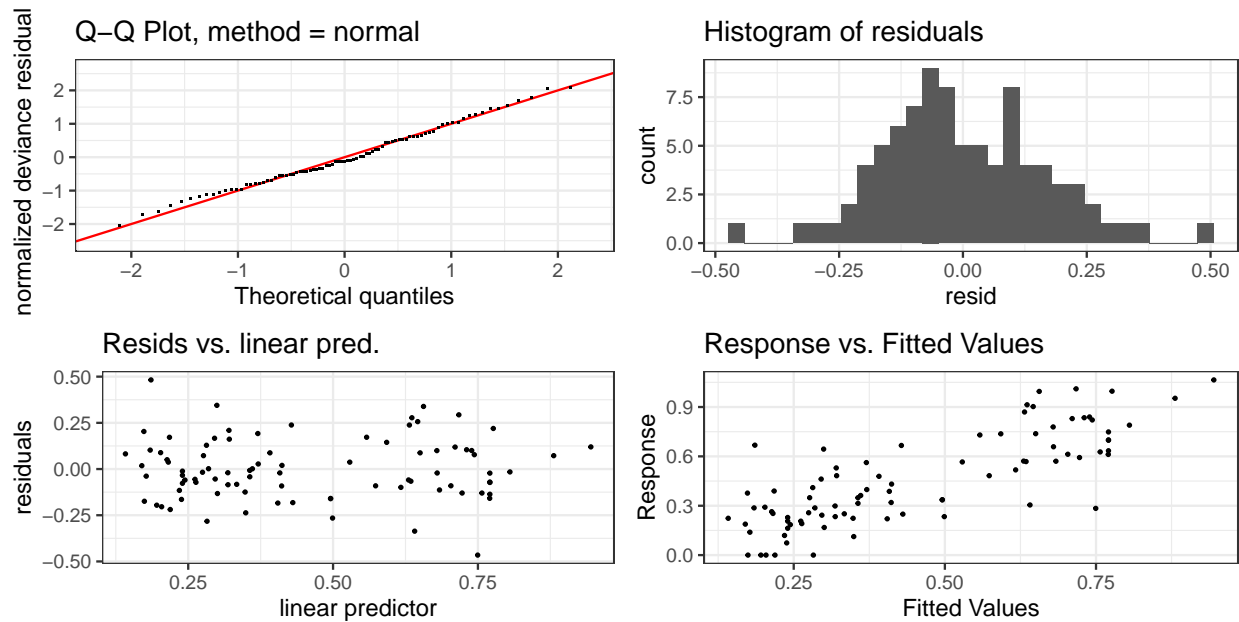 Q−Q Plot, method = normal
normalized deviance residual
2
1
0
−1
−2
−2
−1
0
1
2
Theoretical quantiles
Histogram of residuals
count
7.5
5.0
2.5
0.0
−0.50
−0.25
0.00
0.25
0.50
resid
Resids vs. linear pred.
residuals
0.50
0.25
0.00
−0.25
−0.50
0.25
0.50
0.75
linear predictor
Response vs. Fitted Values
Response
0.9
0.6
0.3
0.0
0.25
0.50
0.75
Fitted Values